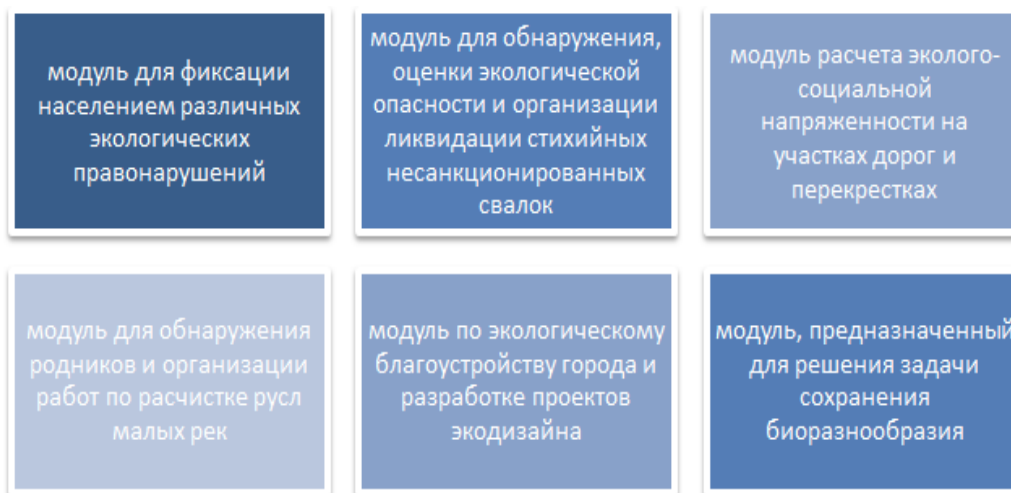 модуль для фиксации
населением различных
экологических
правонарушений
модуль для обнаружения,
оценки экологической
опасности и организации
ликвидации стихийных
несанкционированных
свалок
модуль расчета эколого-
социальной
напряженности на
участках дорог и
перекрестках
модуль для обнаружения
родников и организации
работ по расчистке русл
малых рек
модуль по экологическому
благоустройству города и
разработке проектов
экодизайна
модуль, предназначенный
для решения задачи
сохранения
биоразнообразия